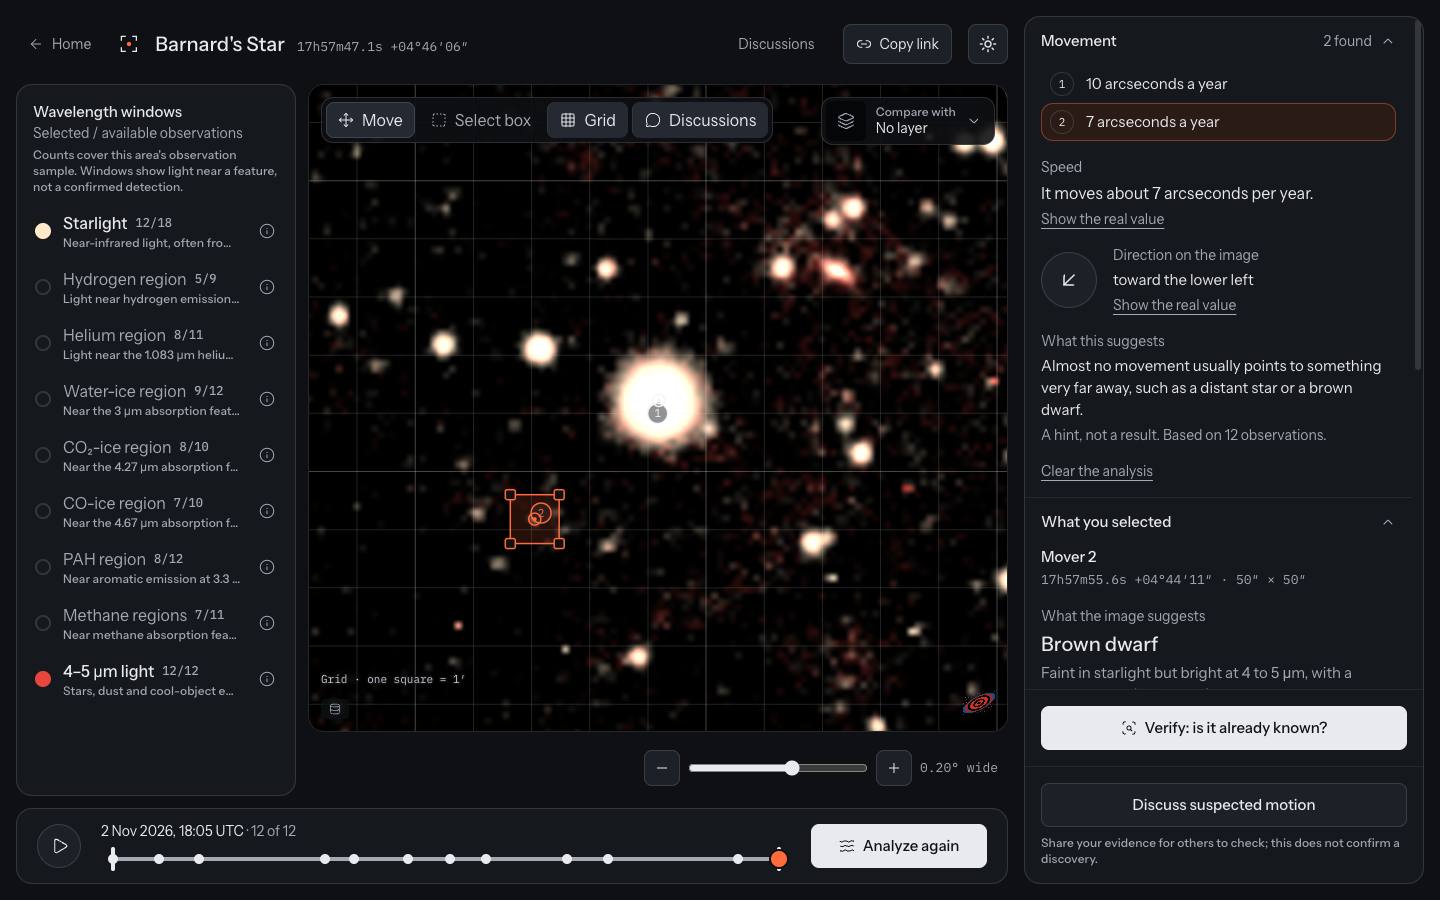 Home
Barnard's Star 17h57m47.1s +04°46′06″
Discussions
Copy link
Wavelength windows
Selected / available observations
Counts cover this area's observation
sample. Windows show light near a feature,
not a confirmed detection.
Starlight 12/18
Near-infrared light, often fro...
Hydrogen region 5/9
Light near hydrogen emission...
Helium region 8/11
Light near the 1.083 µm heliu...
Water-ice region 9/12
Near the 3 µm absorption feat...
CO₂-ice region 8/10
Near the 4.27 µm absorption f...
CO-ice region 7/10
Near the 4.67 µm absorption f...
PAH region 8/12
Near aromatic emission at 3.3 ...
Methane regions 7/11
Near methane absorption fea...
4–5 µm light 12/12
Stars, dust and cool-object e...
Move
Select box
Grid
Discussions
Compare with
No layer
1
2
Grid · one square = 1′
0.20° wide
2 Nov 2026, 18:05 UTC · 12 of 12
Analyze again
Movement
2 found
1 10 arcseconds a year
2 7 arcseconds a year
Speed
It moves about 7 arcseconds per year.
Show the real value
Direction on the image
toward the lower left
Show the real value
What this suggests
Almost no movement usually points to something
very far away, such as a distant star or a brown
dwarf.
A hint, not a result. Based on 12 observations.
Clear the analysis
What you selected
Mover 2
17h57m55.6s +04°44′11″ · 50″ × 50″
What the image suggests
Brown dwarf
Faint in starlight but bright at 4 to 5 µm, with a
Verify: is it already known?
Discuss suspected motion
Share your evidence for others to check; this does not confirm a
discovery.